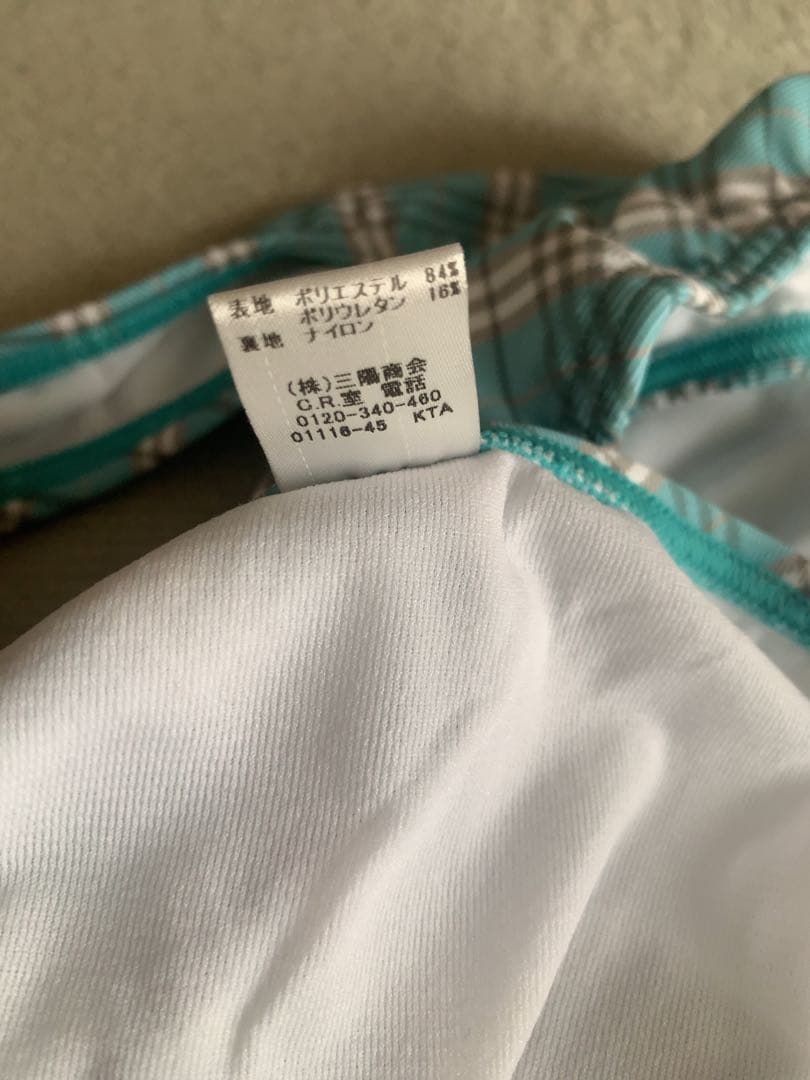 表地 ポリエステル 84%
ポリウレタン 16%
裏地 ナイロン
(株)三陽商会
C.R.室 電話
0120-340-460
01116-45 KTA